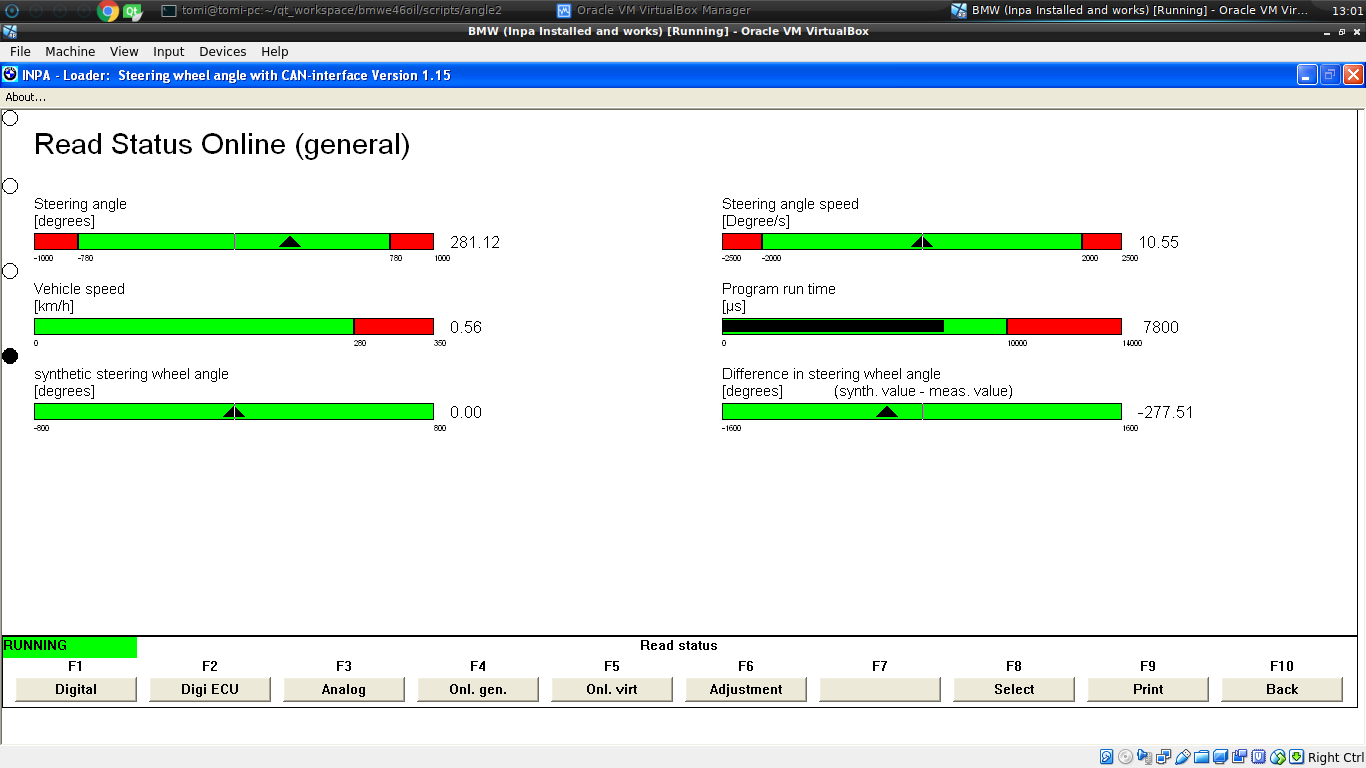 tomi@tomi-pc:~/qt_workspace/bmwe46oil/scripts/angle2
Oracle VM VirtualBox Manager
BMW (Inpa Installed and works) [Running] - Oracle VM Vir...
13:01
BMW (Inpa Installed and works) [Running] - Oracle VM VirtualBox
File Machine View Input Devices Help
INPA - Loader: Steering wheel angle with CAN-interface Version 1.15
About...
Read Status Online (general)
Steering angle
[degrees]
281.12
-1000 -780 780 1000
Steering angle speed
[Degree/s]
10.55
-2500 -2000 2000 2500
Vehicle speed
[km/h]
0.56
0 280 350
Program run time
[µs]
7800
0 10000 14000
synthetic steering wheel angle
[degrees]
0.00
-800 800
Difference in steering wheel angle
[degrees] (synth. value - meas. value)
-277.51
-1600 1600
RUNNING
Read status
F1 F2 F3 F4 F5 F6 F7 F8 F9 F10
Digital Digi ECU Analog Onl. gen. Onl. virt Adjustment Select Print Back
Right Ctrl